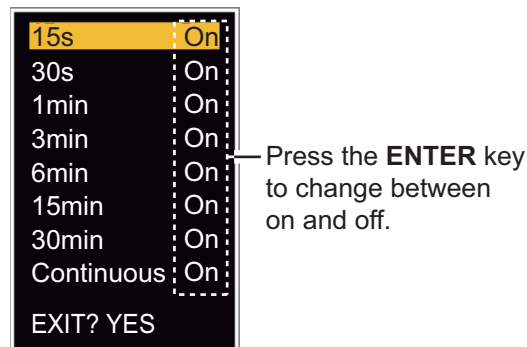 15s On
30s On
1min On
3min On
6min On
15min On
30min On
Continuous On
EXIT? YES
Press the ENTER key
to change between
on and off.